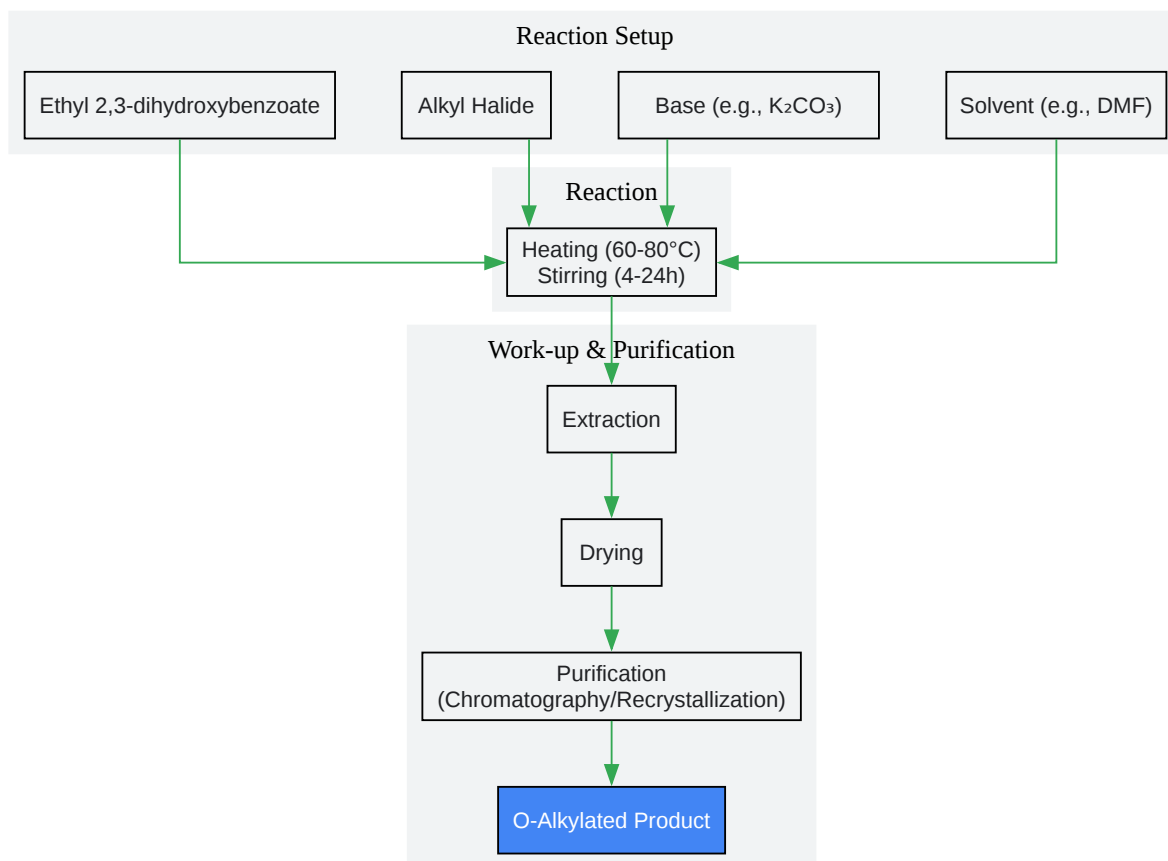 Reaction Setup
Ethyl 2,3-dihydroxybenzoate
Alkyl Halide
Base (e.g., K₂CO₃)
Solvent (e.g., DMF)
Reaction
Heating (60-80°C)
Stirring (4-24h)
Work-up & Purification
Extraction
Drying
Purification
(Chromatography/Recrystallization)
O-Alkylated Product